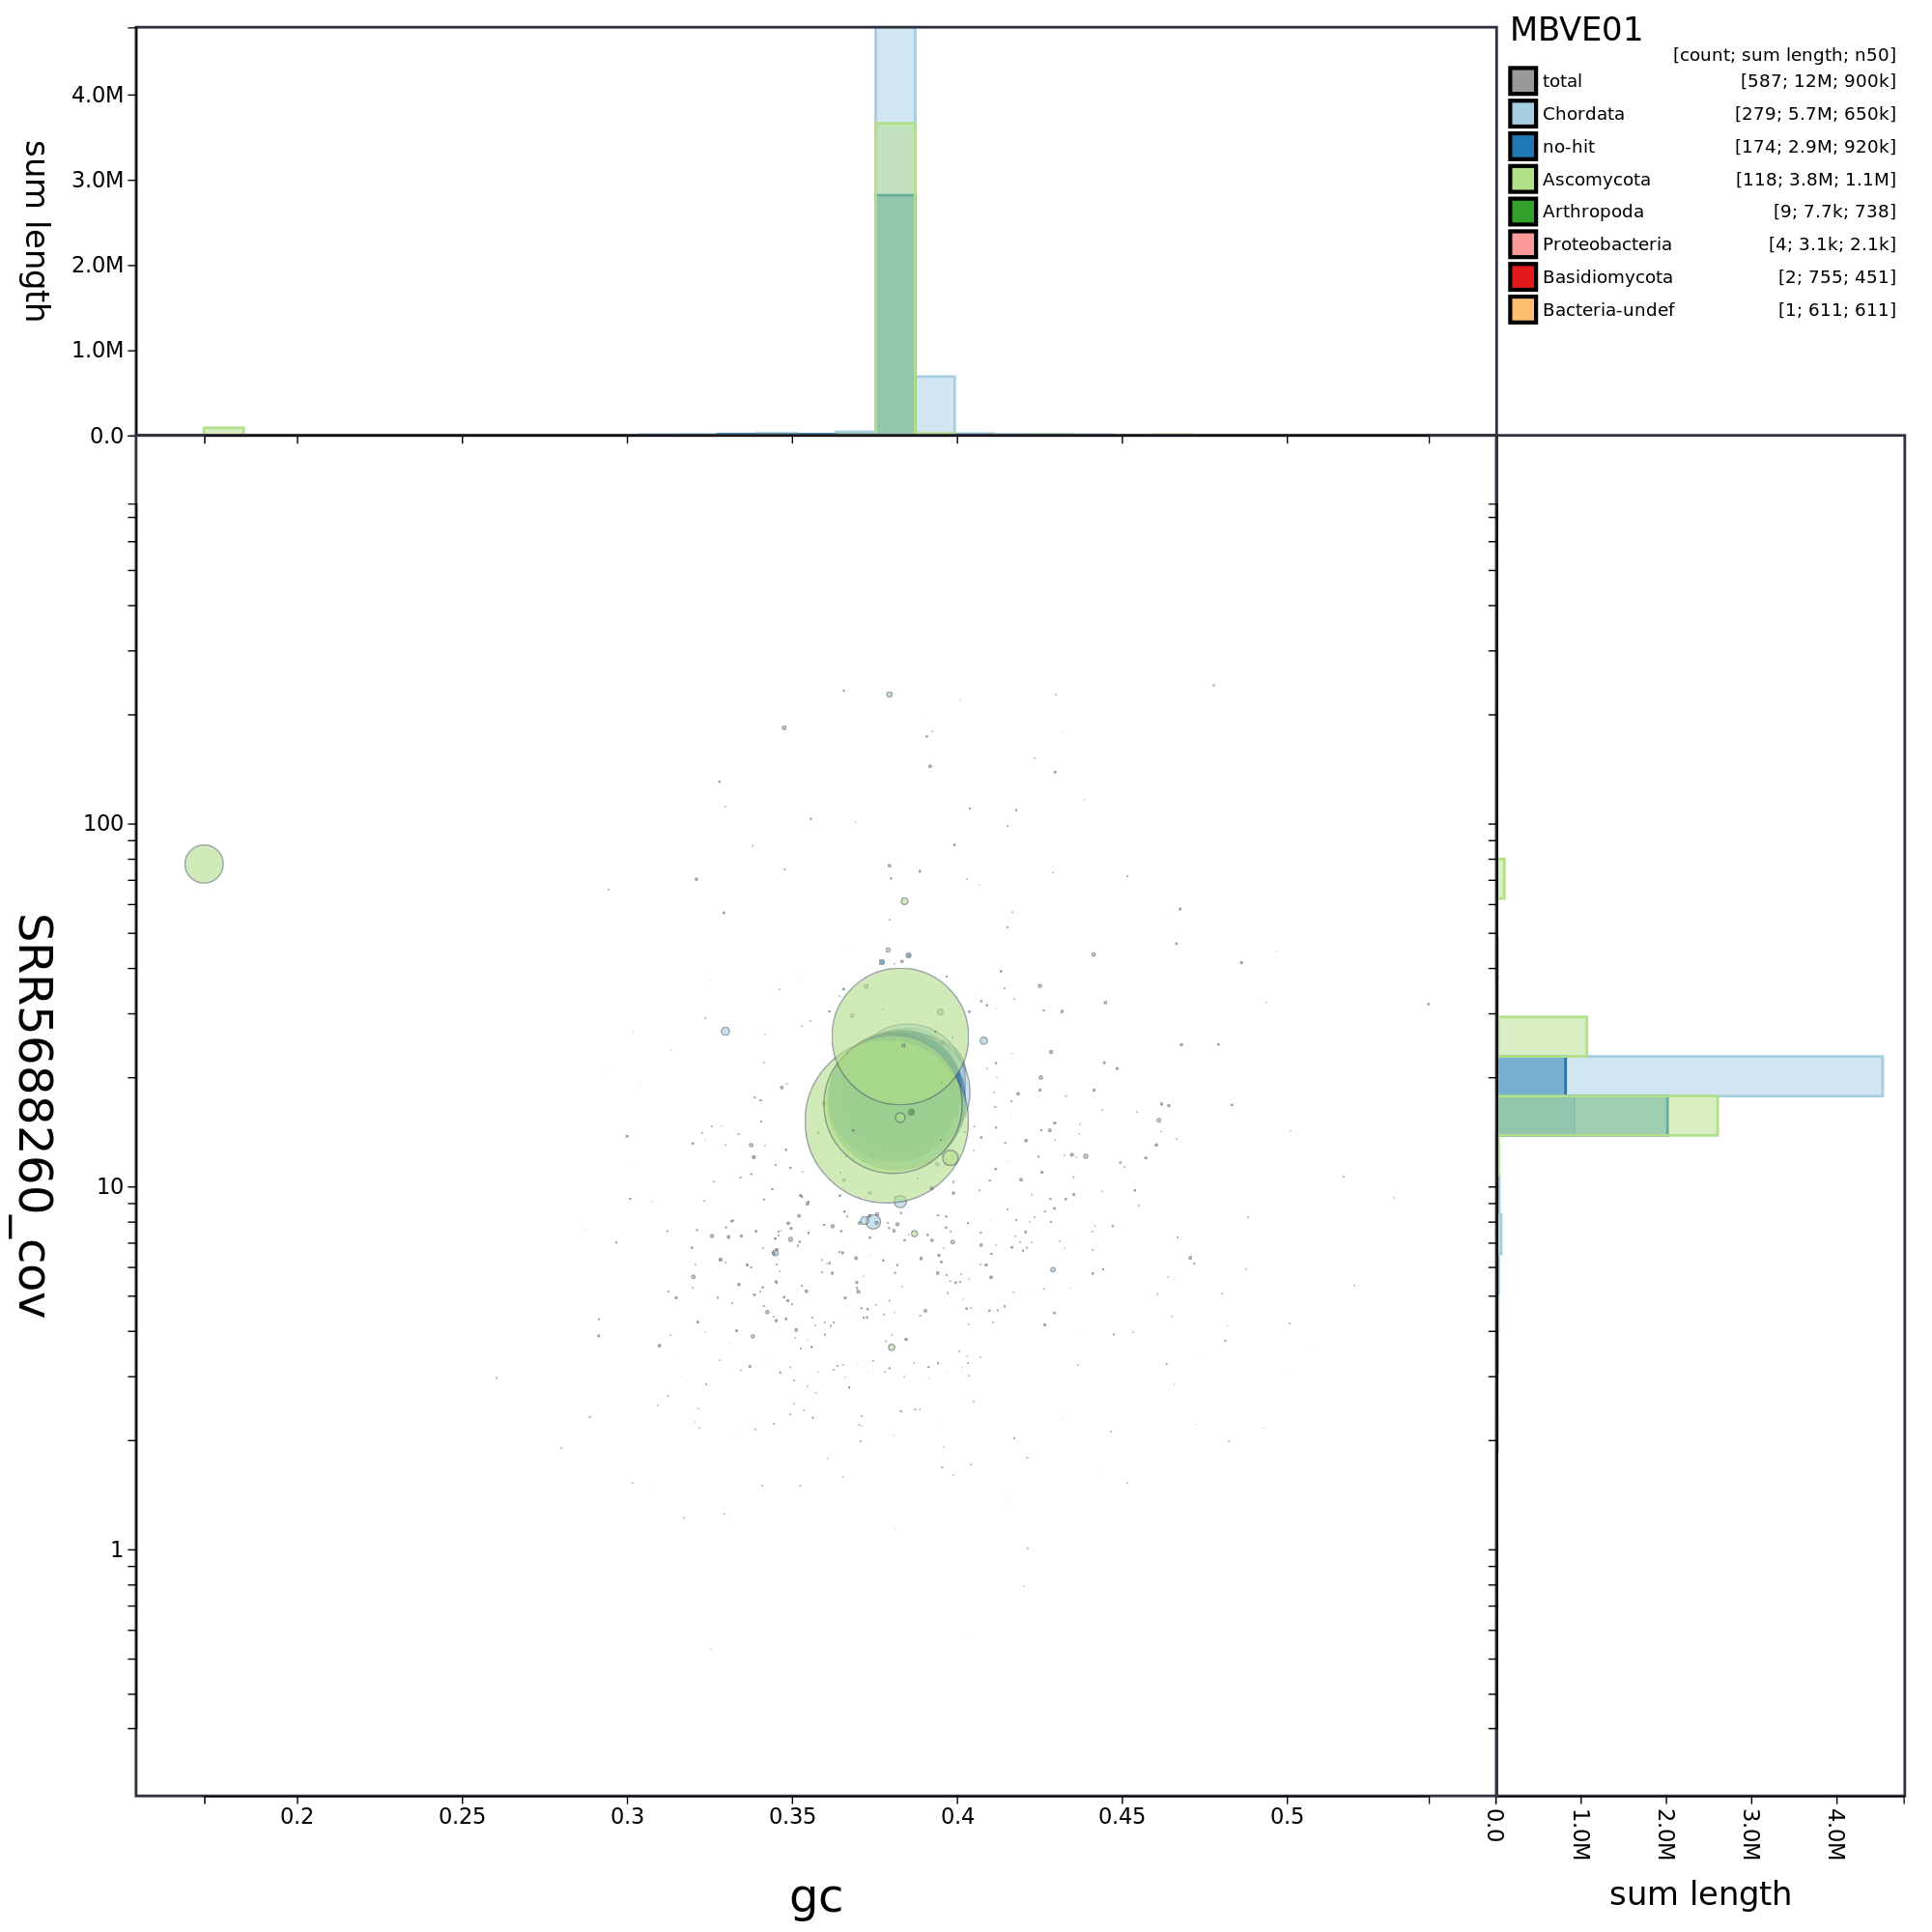 MBVE01
[count; sum length; n50]
total [587; 12M; 900k]
Chordata [279; 5.7M; 650k]
no-hit [174; 2.9M; 920k]
Ascomycota [118; 3.8M; 1.1M]
Arthropoda [9; 7.7k; 738]
Proteobacteria [4; 3.1k; 2.1k]
Basidiomycota [2; 755; 451]
Bacteria-undef [1; 611; 611]
sum length
4.0M
3.0M
2.0M
1.0M
0.0
SRR5688260_cov
100
10
1
0.2 0.25 0.3 0.35 0.4 0.45 0.5
gc
0.0 1.0M 2.0M 3.0M 4.0M
sum length